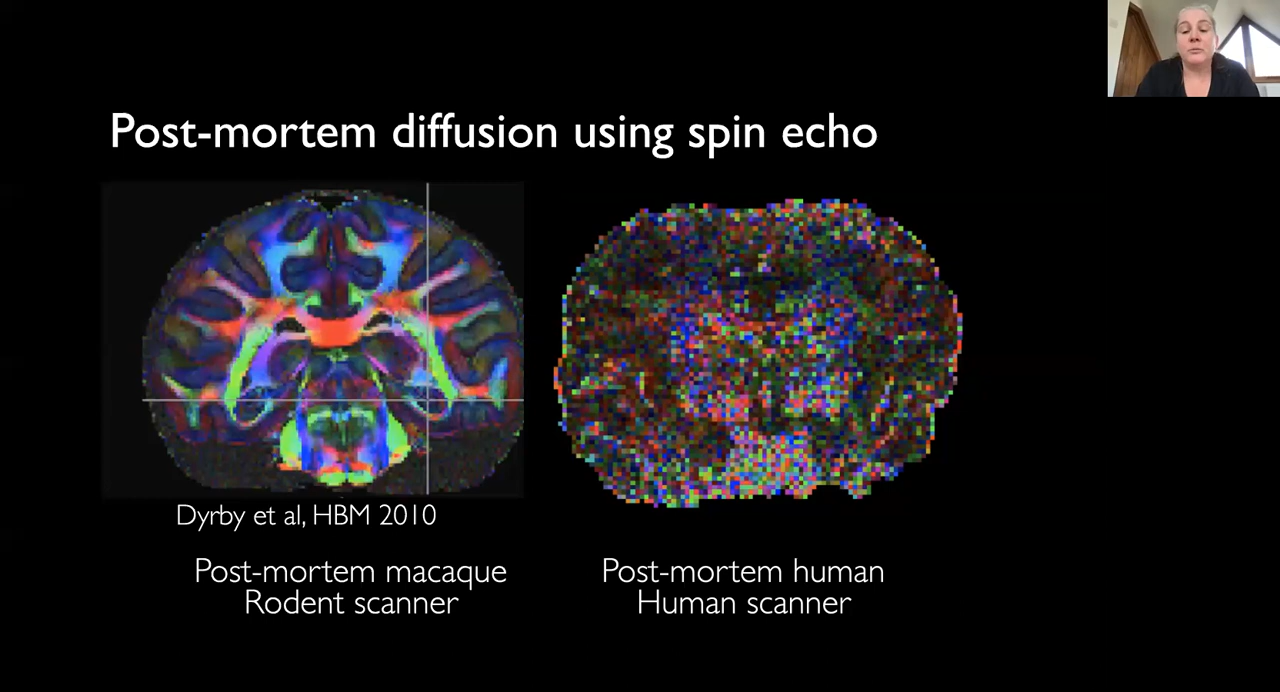 Post-mortem diffusion using spin echo
Dyrby et al, HBM 2010
Post-mortem macaque
Rodent scanner
Post-mortem human
Human scanner